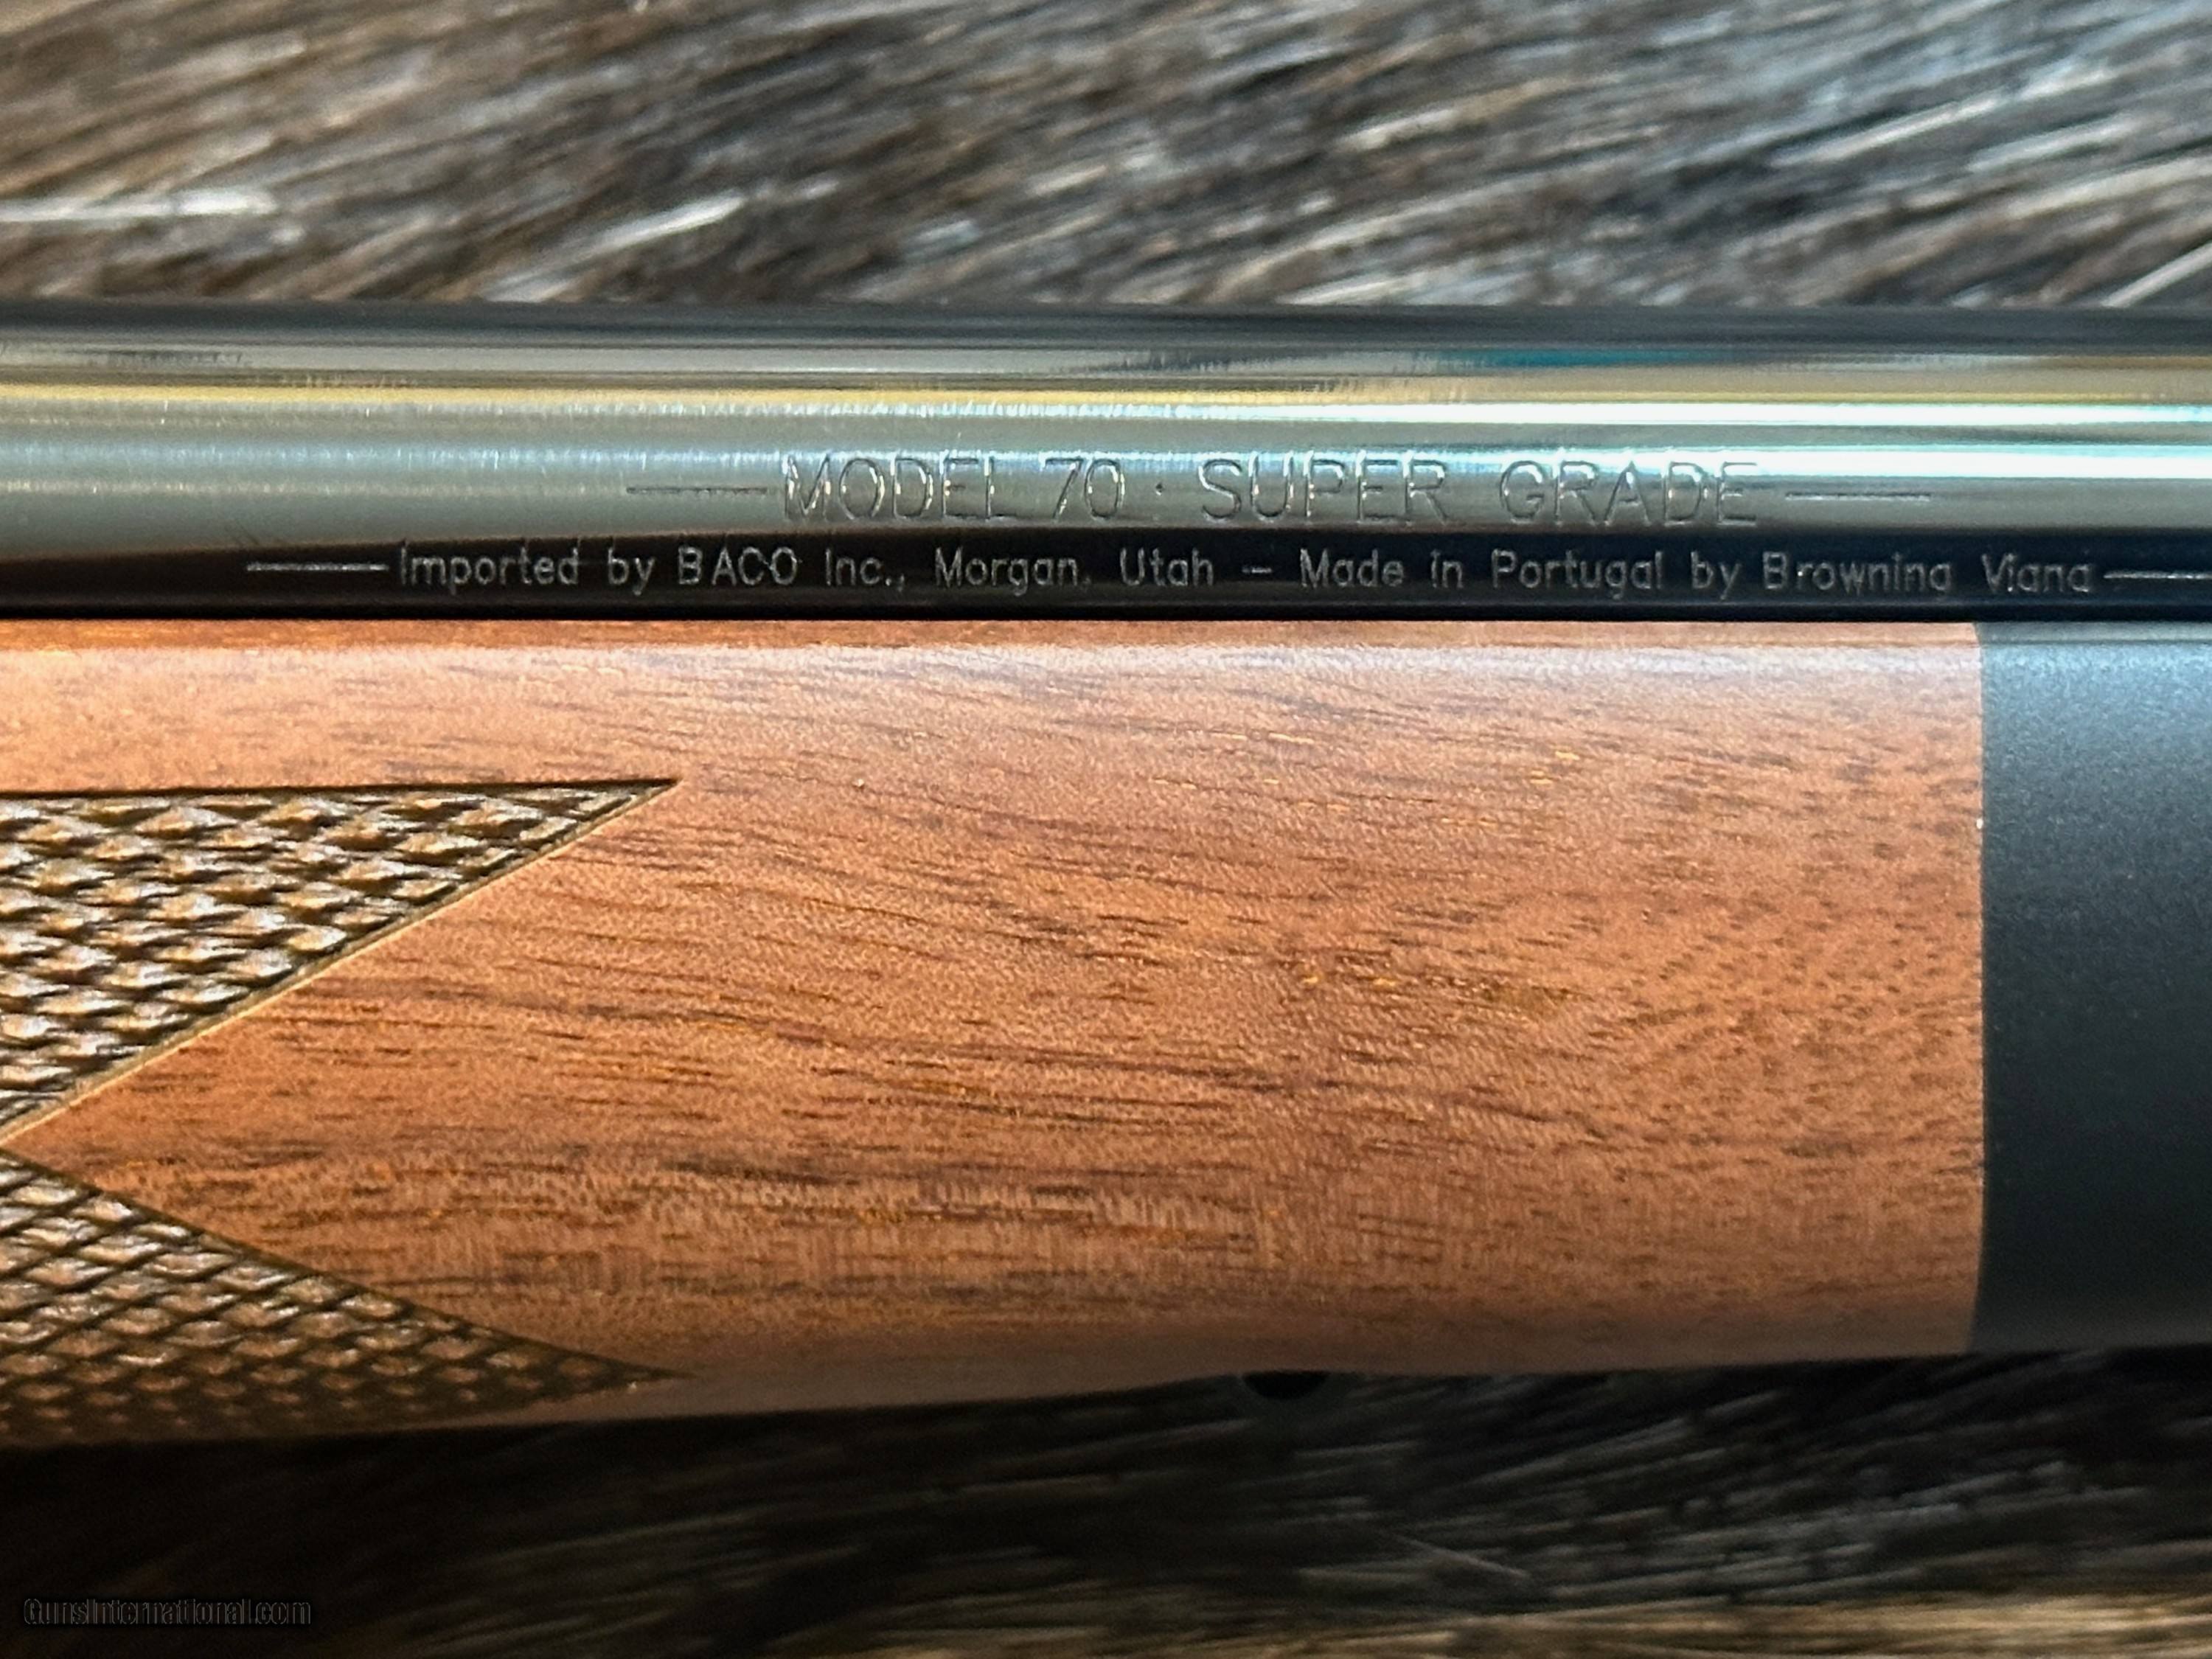 MODEL 70 · SUPER GRADE
Imported by BACO Inc., Morgan, Utah - Made in Portugal by Browning Viana
GunsInternational.com